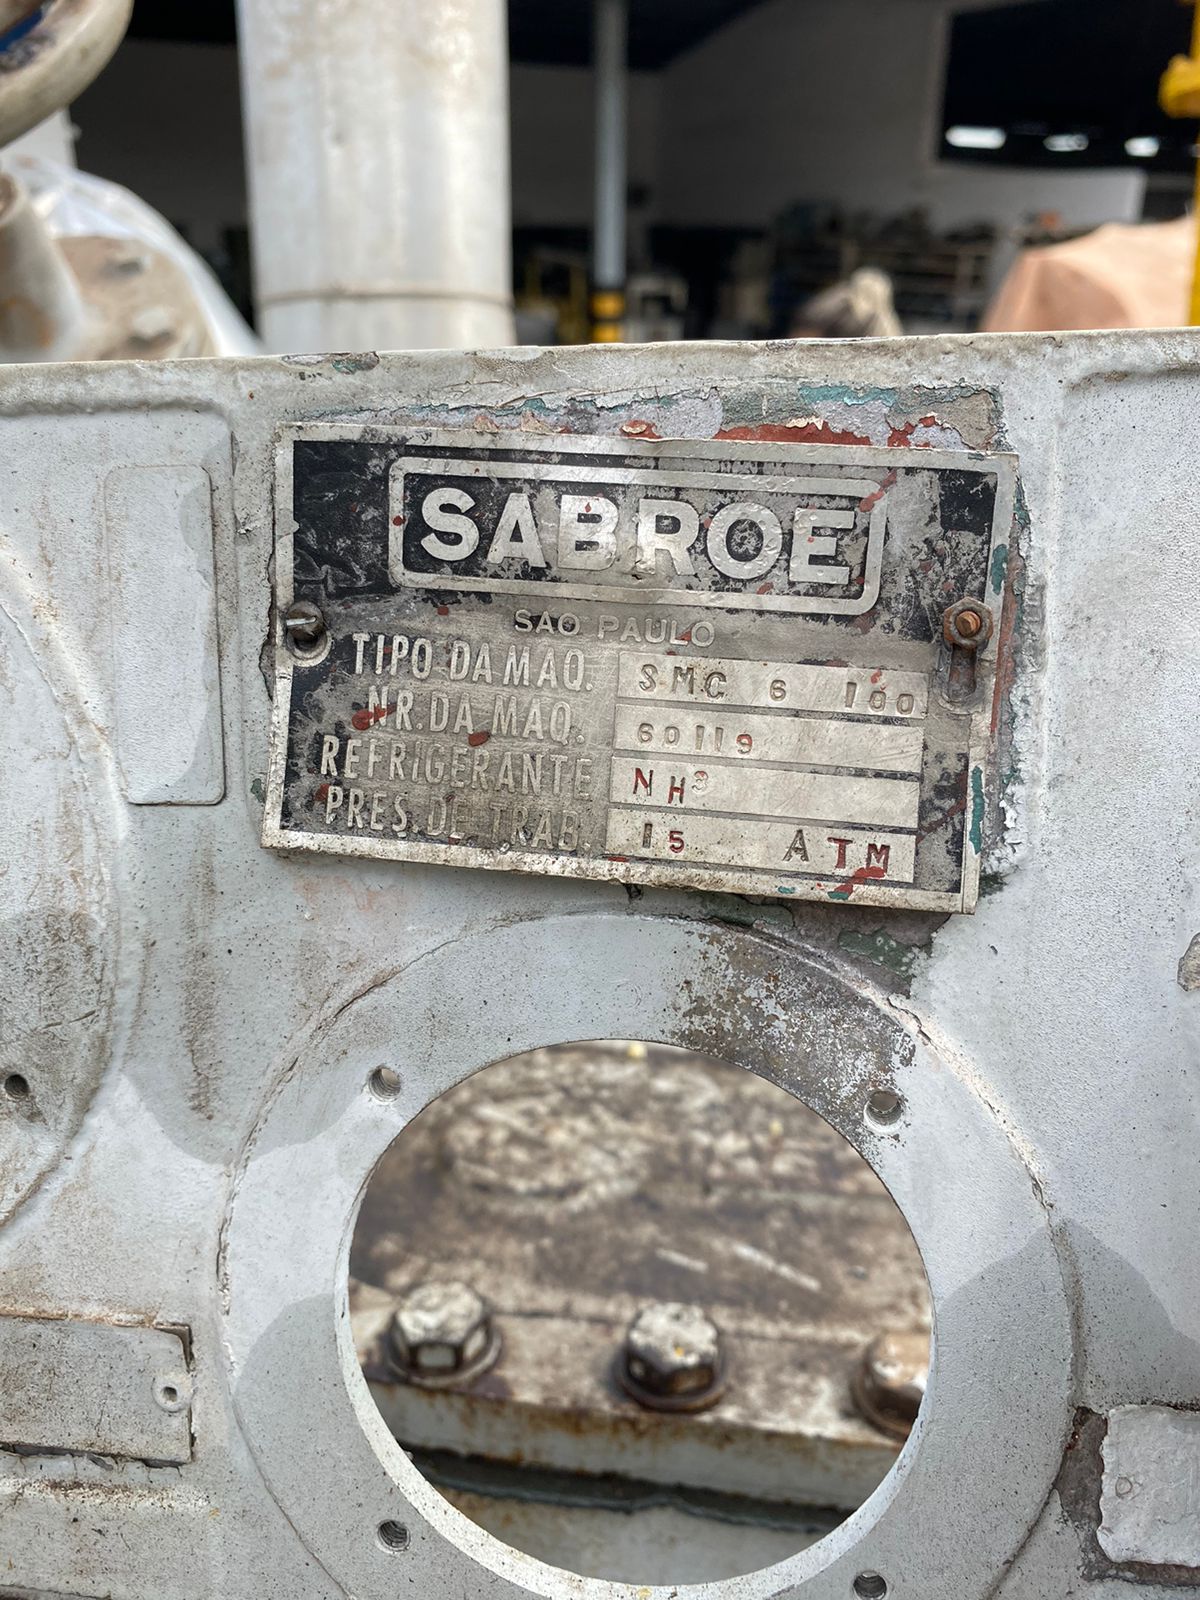 SABROE
SAO PAULO
TIPO DA MAQ. SMC 6 100
NR. DA MAQ. 60119
REFRIGERANTE NH3
PRES. DE TRAB. 15 ATM